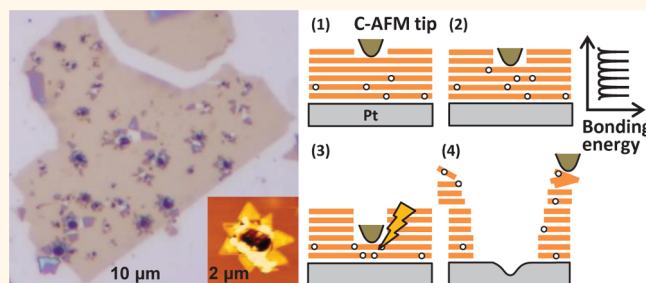 (1) C-AFM tip (2)
Pt
Bonding
energy
(3) (4)
10 µm
2 µm